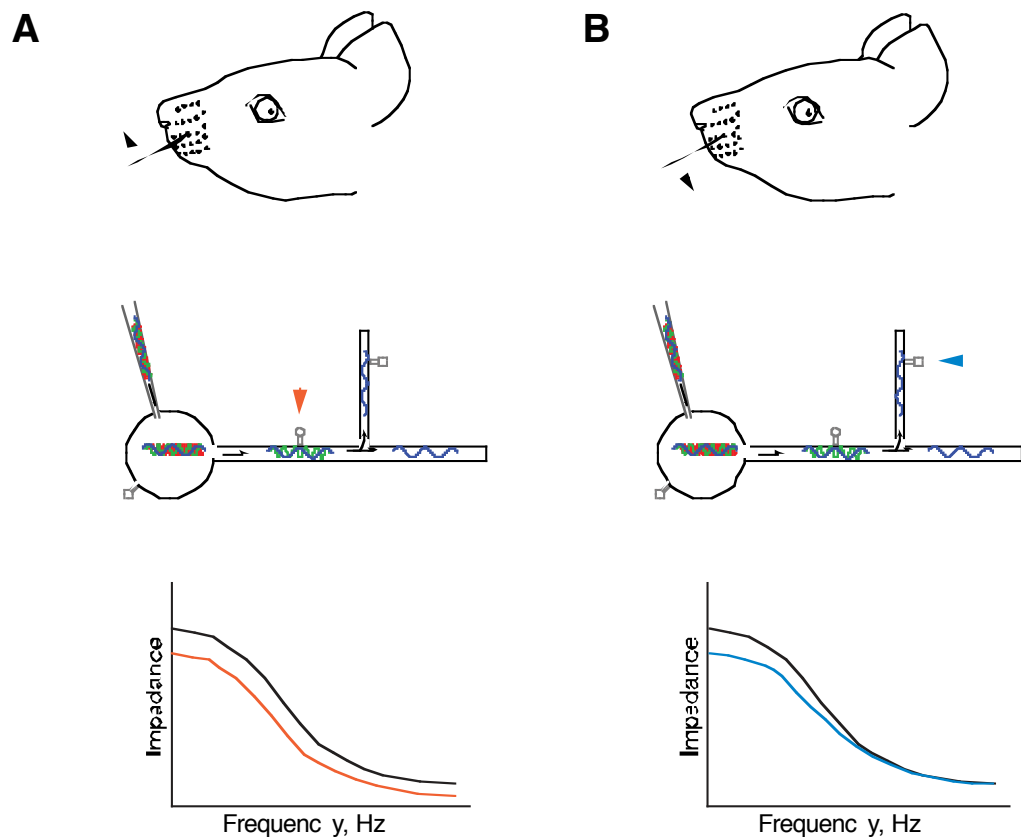 A
B
Impedance
Impedance
Frequenc y, Hz
Frequenc y, Hz